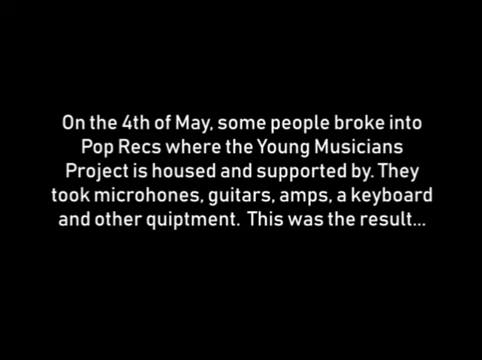 On the 4th of May, some people broke into
Pop Recs where the Young Musicians
Project is housed and supported by. They
took microhones, guitars, amps, a keyboard
and other quiptment. This was the result...